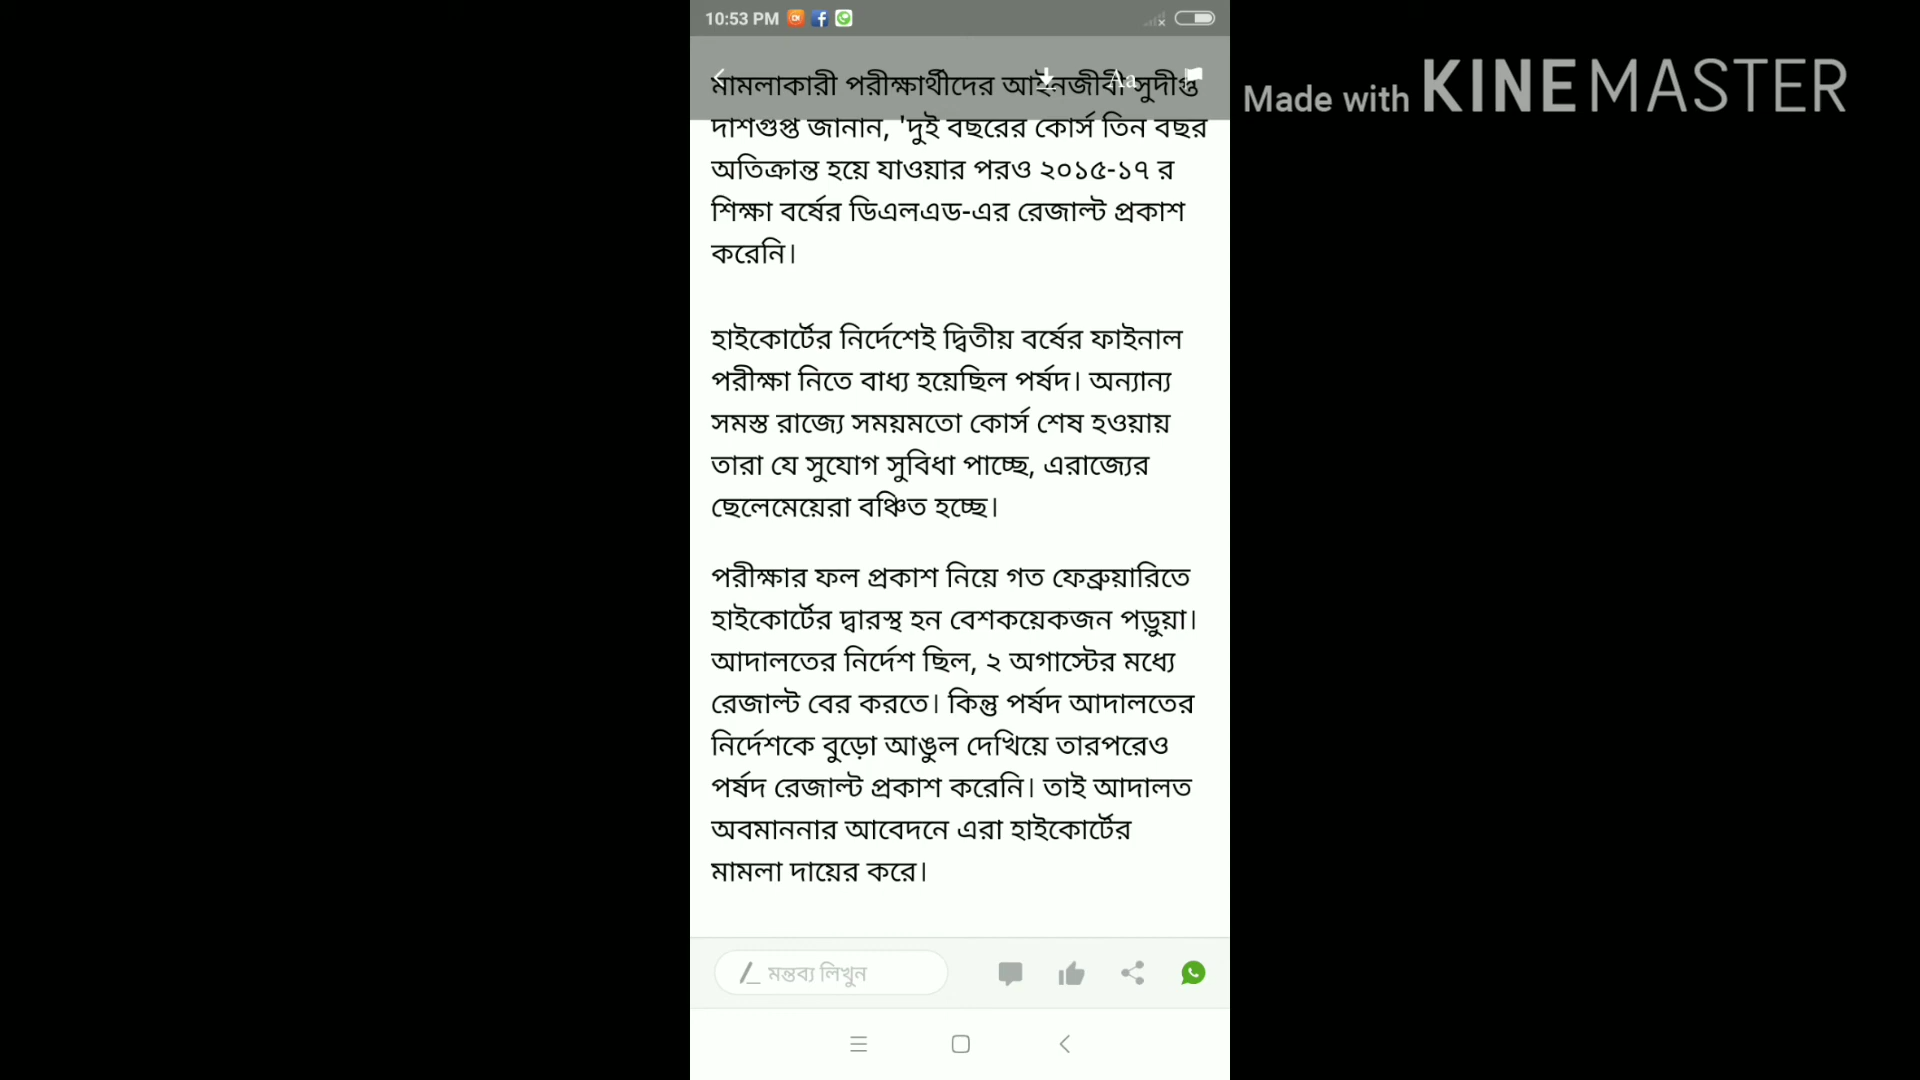 10:53 PM
Made with KINEMASTER
Aa
মামলাকারী পরীক্ষার্থীদের আইনজীবী সুদীপ্ত
দাশগুপ্ত জানান, 'দুই বছরের কোর্স তিন বছর
অতিক্রান্ত হয়ে যাওয়ার পরও ২০১৫-১৭ র
শিক্ষা বর্ষের ডিএলএড-এর রেজাল্ট প্রকাশ
করেনি।
হাইকোর্টের নির্দেশেই দ্বিতীয় বর্ষের ফাইনাল
পরীক্ষা নিতে বাধ্য হয়েছিল পর্ষদ। অন্যান্য
সমস্ত রাজ্যে সময়মতো কোর্স শেষ হওয়ায়
তারা যে সুযোগ সুবিধা পাচ্ছে, এরাজ্যের
ছেলেমেয়েরা বঞ্চিত হচ্ছে।
পরীক্ষার ফল প্রকাশ নিয়ে গত ফেব্রুয়ারিতে
হাইকোর্টের দ্বারস্থ হন বেশকয়েকজন পড়ুয়া।
আদালতের নির্দেশ ছিল, ২ অগাস্টের মধ্যে
রেজাল্ট বের করতে। কিন্তু পর্ষদ আদালতের
নির্দেশকে বুড়ো আঙুল দেখিয়ে তারপরেও
পর্ষদ রেজাল্ট প্রকাশ করেনি। তাই আদালত
অবমাননার আবেদনে এরা হাইকোর্টের
মামলা দায়ের করে।
মন্তব্য লিখুন